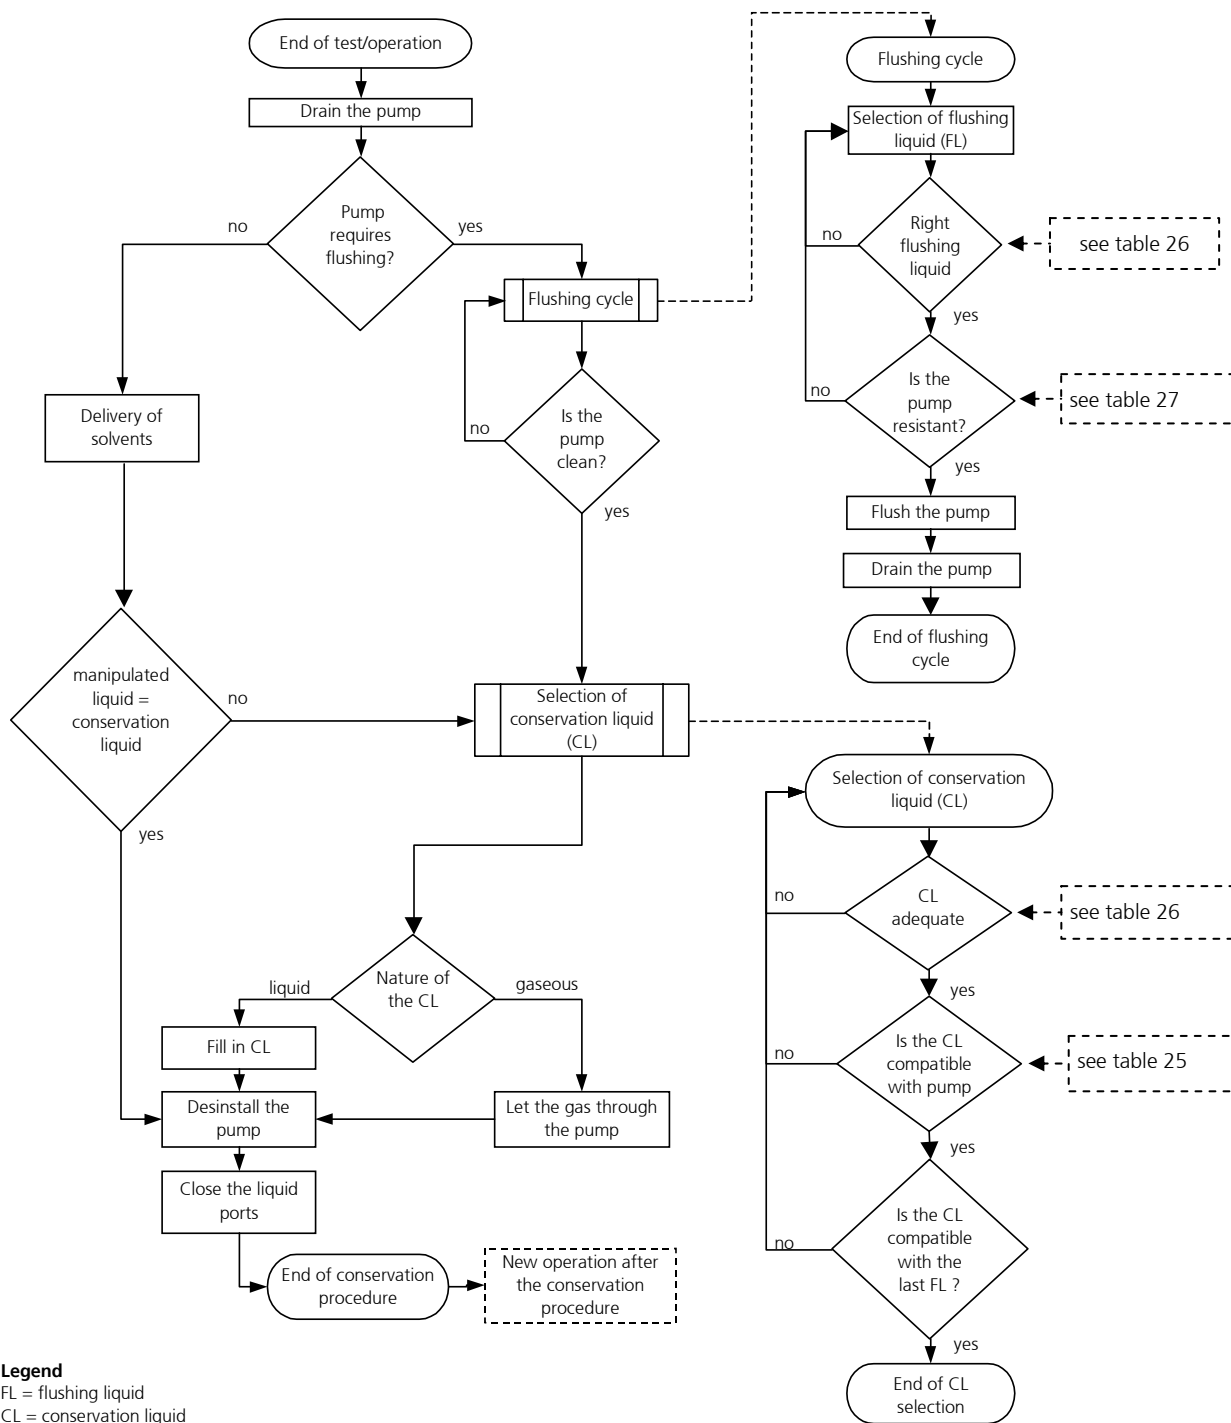 End of test/operation
Drain the pump
Pump
requires
flushing?
no
yes
Flushing cycle
Is the
pump
clean?
no
yes
Delivery of
solvents
manipulated
liquid =
conservation
liquid
no
yes
Selection of
conservation liquid
(CL)
Nature of
the CL
liquid
gaseous
Fill in CL
Desinstall the
pump
Let the gas through
the pump
Close the liquid
ports
End of conservation
procedure
New operation after
the conservation
procedure
Flushing cycle
Selection of flushing
liquid (FL)
Right
flushing
liquid
no
see table 26
yes
Is the
pump
resistant?
no
see table 27
yes
Flush the pump
Drain the pump
End of flushing
cycle
Selection of conservation
liquid (CL)
CL
adequate
no
see table 26
yes
Is the CL
compatible
with pump
no
see table 25
yes
Is the CL
compatible
with the
last FL ?
no
yes
End of CL
selection
Legend
FL = flushing liquid
CL = conservation liquid